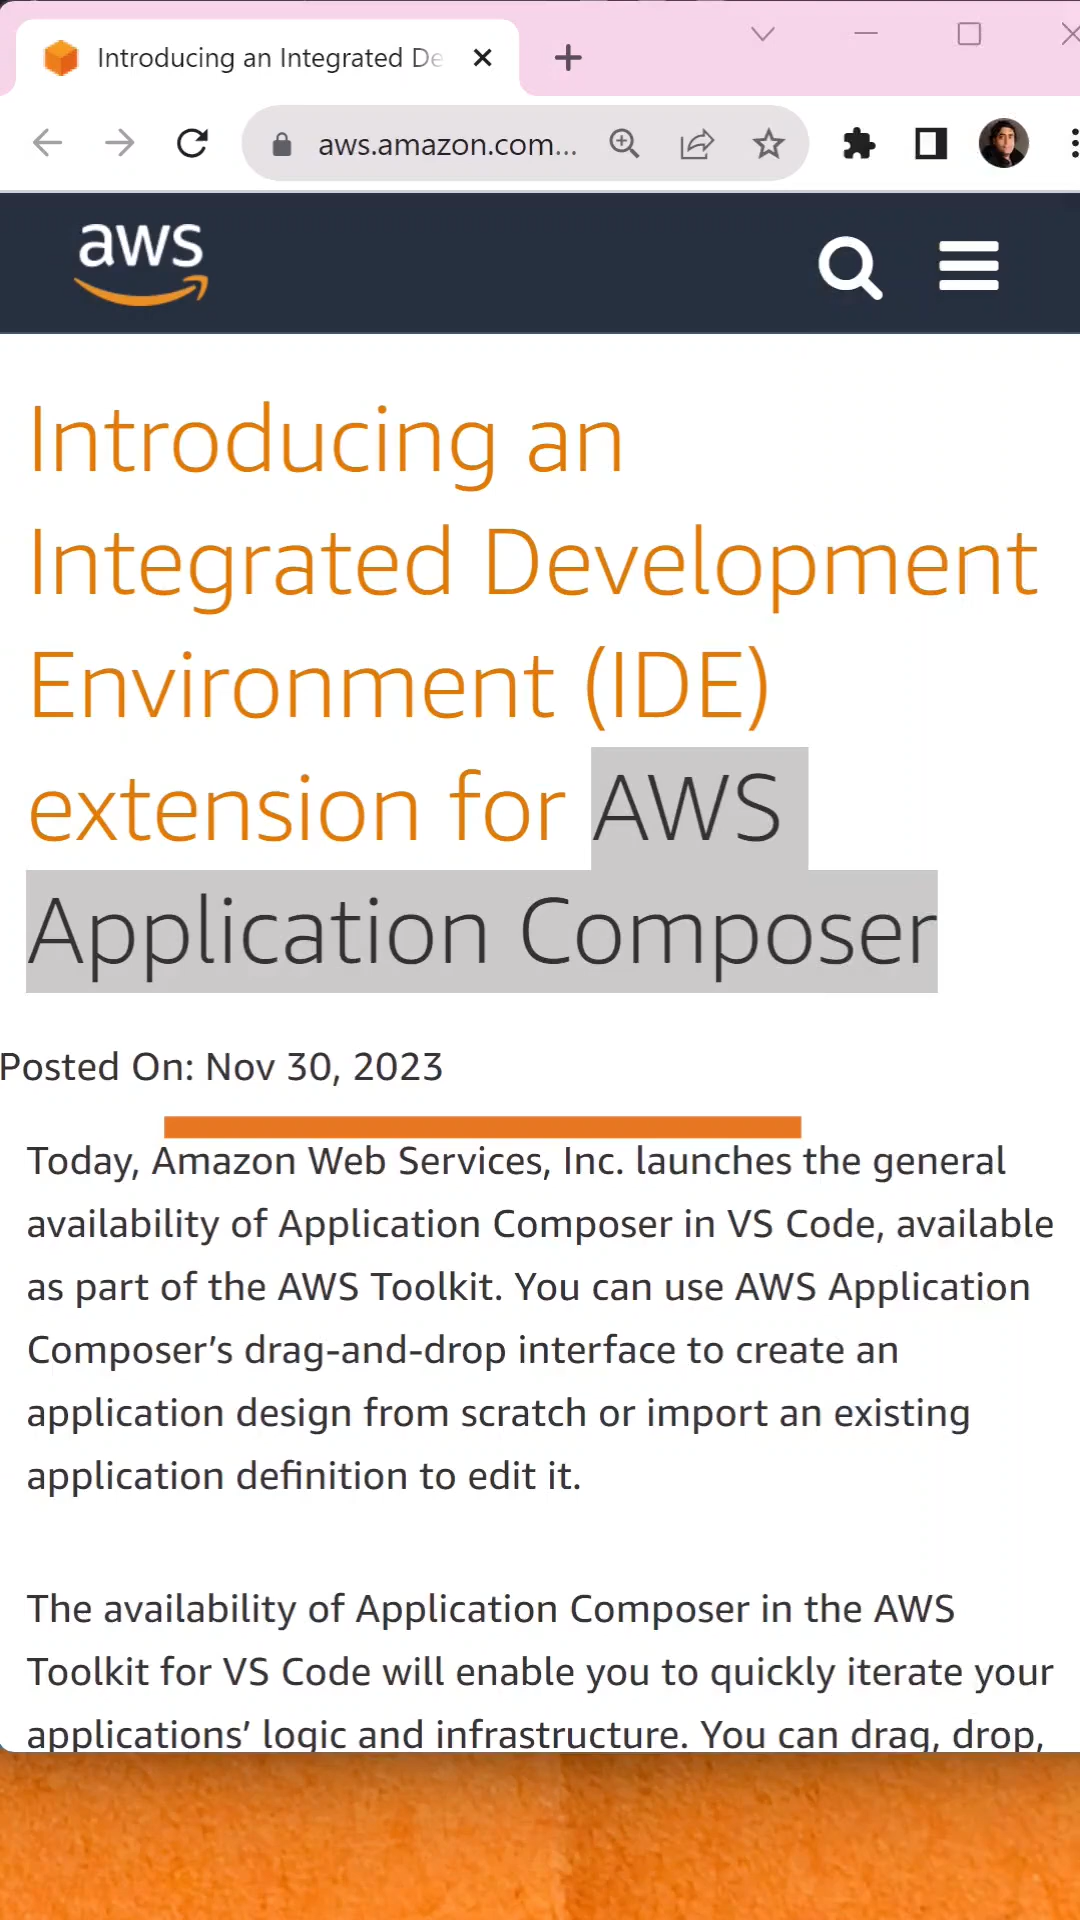 Introducing an Integrated De
aws.amazon.com...
aws
Introducing an
Integrated Development
Environment (IDE)
extension for AWS
Application Composer
Posted On: Nov 30, 2023
Today, Amazon Web Services, Inc. launches the general
availability of Application Composer in VS Code, available
as part of the AWS Toolkit. You can use AWS Application
Composer’s drag-and-drop interface to create an
application design from scratch or import an existing
application definition to edit it.
The availability of Application Composer in the AWS
Toolkit for VS Code will enable you to quickly iterate your
applications’ logic and infrastructure. You can drag, drop,